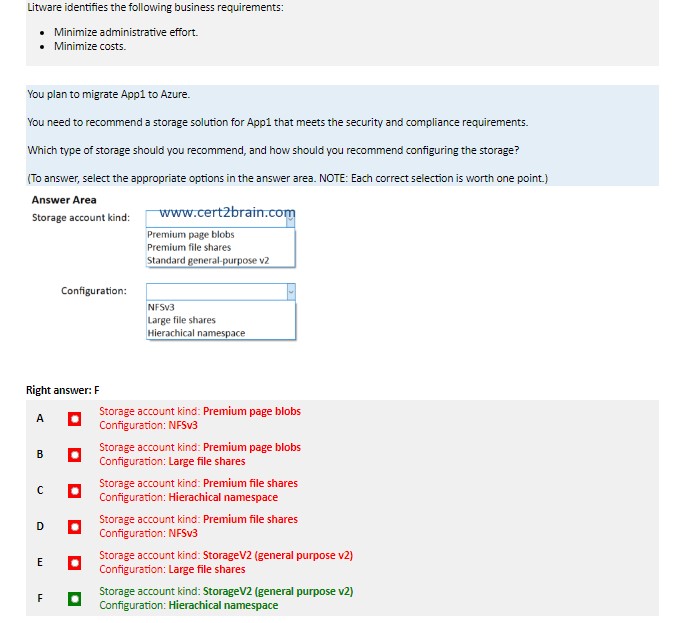 Litware identifies the following business requirements:
• Minimize administrative effort.
• Minimize costs.
You plan to migrate App1 to Azure.
You need to recommend a storage solution for App1 that meets the security and compliance requirements.
Which type of storage should you recommend, and how should you recommend configuring the storage?
(To answer, select the appropriate options in the answer area. NOTE: Each correct selection is worth one point.)
Answer Area
Storage account kind:
www.cert2brain.com
Premium page blobs
Premium file shares
Standard general-purpose v2
Configuration:
NFSv3
Large file shares
Hierachical namespace
Right answer: F
A Storage account kind: Premium page blobs
Configuration: NFSv3
B Storage account kind: Premium page blobs
Configuration: Large file shares
C Storage account kind: Premium file shares
Configuration: Hierachical namespace
D Storage account kind: Premium file shares
Configuration: NFSv3
E Storage account kind: StorageV2 (general purpose v2)
Configuration: Large file shares
F Storage account kind: StorageV2 (general purpose v2)
Configuration: Hierachical namespace